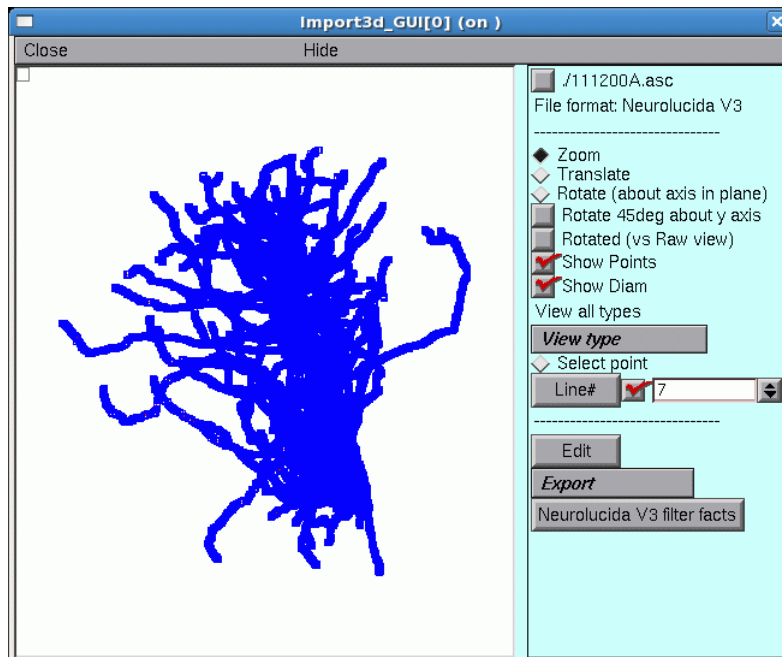 Import3d_GUI[0] (on )
Close Hide
./111200A.asc
File format: Neurolucida V3
-------------------------------
Zoom
Translate
Rotate (about axis in plane)
Rotate 45deg about y axis
Rotated (vs Raw view)
Show Points
Show Diam
View all types
View type
Select point
Line# 7
-------------------------------
Edit
Export
Neurolucida V3 filter facts